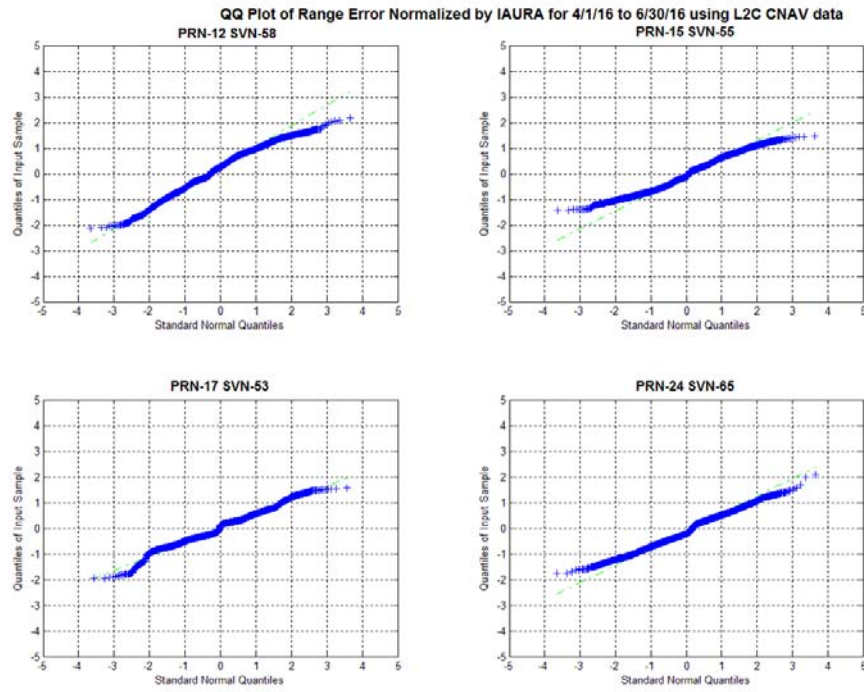 QQ Plot of Range Error Normalized by IAURA for 4/1/16 to 6/30/16 using L2C CNAV data
PRN-12 SVN-58
PRN-15 SVN-55
5
4
3
2
1
0
-1
-2
-3
-4
-5
Quantiles of Input Sample
-5 -4 -3 -2 -1 0 1 2 3 4 5
Standard Normal Quantiles
5
4
3
2
1
0
-1
-2
-3
-4
-5
Quantiles of Input Sample
-5 -4 -3 -2 -1 0 1 2 3 4 5
Standard Normal Quantiles
PRN-17 SVN-53
PRN-24 SVN-65
5
4
3
2
1
0
-1
-2
-3
-4
-5
Quantiles of Input Sample
-5 -4 -3 -2 -1 0 1 2 3 4 5
Standard Normal Quantiles
5
4
3
2
1
0
-1
-2
-3
-4
-5
Quantiles of Input Sample
-5 -4 -3 -2 -1 0 1 2 3 4 5
Standard Normal Quantiles